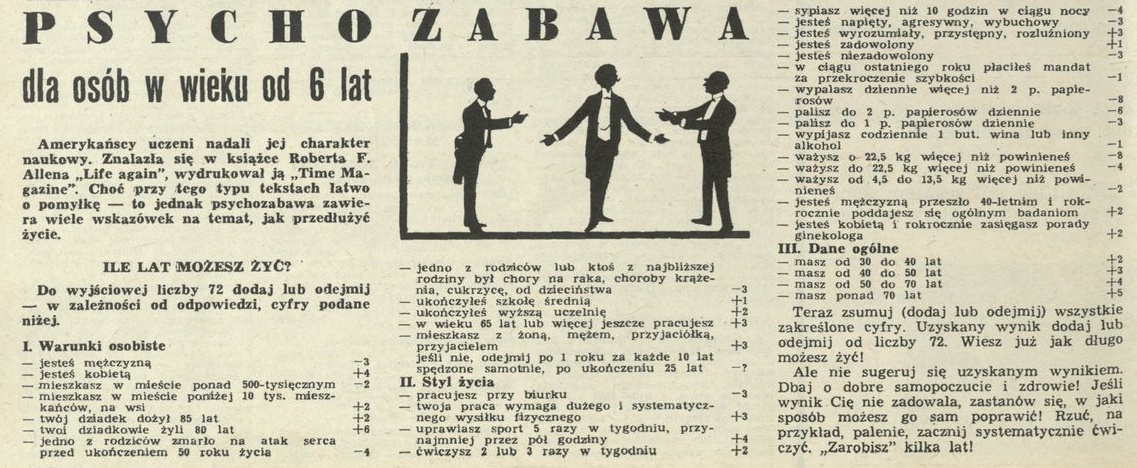 PSYCHOZABAWA
dla osób w wieku od 6 lat
Amerykańscy uczeni nadali jej charakter
naukowy. Znalazła się w książce Roberta F.
Allena „Life again”, wydrukował ją „Time Ma-
gazine”. Choć przy tego typu tekstach łatwo
o pomyłkę — to jednak psychozabawa zawie-
ra wiele wskazówek na temat, jak przedłużyć
życie.
ILE LAT MOŻESZ ŻYĆ?
Do wyjściowej liczby 72 dodaj lub odejmij
— w zależności od odpowiedzi, cyfry podane
niżej.
I. Warunki osobiste
— jesteś mężczyzną —3
— jesteś kobietą +4
— mieszkasz w mieście ponad 500-tysięcznym —2
— mieszkasz w mieście poniżej 10 tys. miesz-
kańców, na wsi +2
— twój dziadek dożył 85 lat +2
— twoi dziadkowie żyli 80 lat +6
— jedno z rodziców zmarło na atak serca
przed ukończeniem 50 roku życia —4
— jedno z rodziców lub ktoś z najbliższej
rodziny był chory na raka, choroby krąże-
nia, cukrzycę, od dzieciństwa —3
— ukończyłeś szkołę średnią +1
— ukończyłeś wyższą uczelnię +2
— w wieku 65 lat lub więcej jeszcze pracujesz +3
— mieszkasz z żoną, mężem, przyjaciółką,
przyjacielem +3
jeśli nie, odejmij po 1 roku za każde 10 lat
spędzone samotnie, po ukończeniu 25 lat —?
II. Styl życia
— pracujesz przy biurku —3
— twoja praca wymaga dużego i systematycz-
nego wysiłku fizycznego +3
— uprawiasz sport 5 razy w tygodniu, przy-
najmniej przez pół godziny +4
— ćwiczysz 2 lub 3 razy w tygodniu +2
— sypiasz więcej niż 10 godzin w ciągu nocy —4
— jesteś napięty, agresywny, wybuchowy —3
— jesteś wyrozumiały, przystępny, rozluźniony +3
— jesteś zadowolony +1
— jesteś niezadowolony —3
— w ciągu ostatniego roku płaciłeś mandat
za przekroczenie szybkości —1
— wypalasz dziennie więcej niż 2 p. papie-
rosów —8
— palisz do 2 p. papierosów dziennie —6
— palisz do 1 p. papierosów dziennie —3
— wypijasz codziennie 1 but. wina lub inny
alkohol —1
— ważysz o 22,5 kg więcej niż powinieneś —8
— ważysz do 22,5 kg więcej niż powinieneś —4
— ważysz od 4,5 do 13,5 kg więcej niż powi-
nieneś —2
— jesteś mężczyzną przeszło 40-letnim i rok-
rocznie poddajesz się ogólnym badaniom +2
— jesteś kobietą i rokrocznie zasięgasz porady
ginekologa +2
III. Dane ogólne
— masz od 30 do 40 lat +2
— masz od 40 do 50 lat +3
— masz od 50 do 70 lat +4
— masz ponad 70 lat +5
Teraz zsumuj (dodaj lub odejmij) wszystkie
zakreślone cyfry. Uzyskany wynik dodaj lub
odejmij od liczby 72. Wiesz już jak długo
możesz żyć!
Ale nie sugeruj się uzyskanym wynikiem.
Dbaj o dobre samopoczucie i zdrowie! Jeśli
wynik Cię nie zadowala, zastanów się, w jaki
sposób możesz go sam poprawić! Rzuć, na
przykład, palenie, zacznij systematycznie ćwi-
czyć. „Zarobisz” kilka lat!